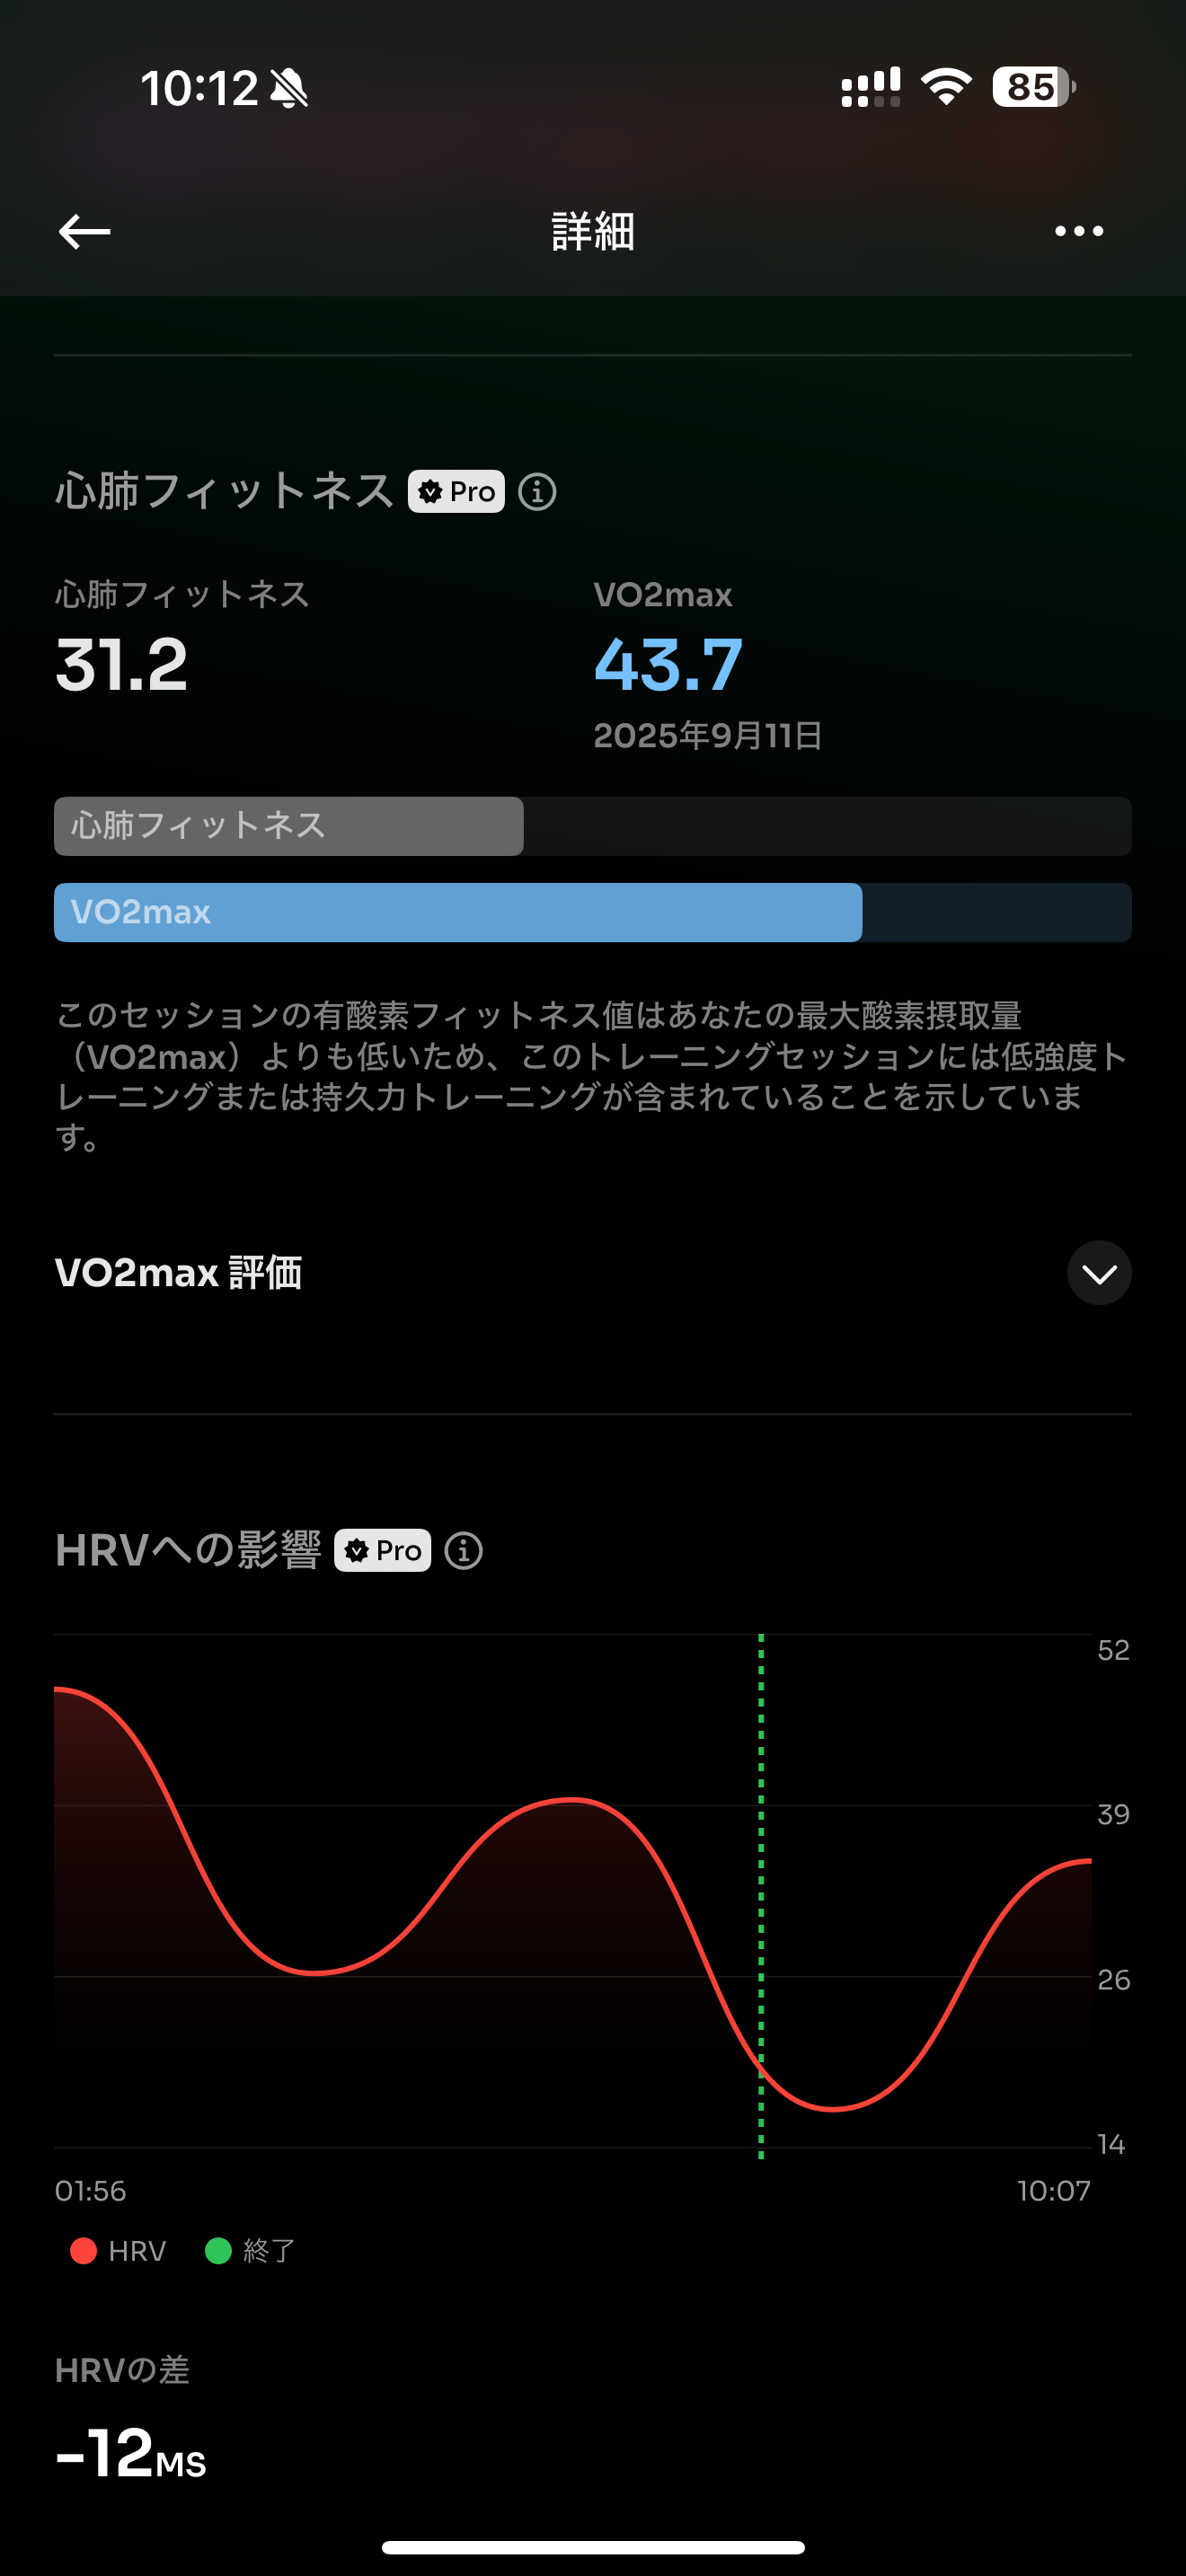 10:12
85
詳細
心肺フィットネス Pro
心肺フィットネス
31.2
VO2max
43.7
2025年9月11日
心肺フィットネス
VO2max
このセッションの有酸素フィットネス値はあなたの最大酸素摂取量
（VO2max）よりも低いため、このトレーニングセッションには低強度ト
レーニングまたは持久力トレーニングが含まれていることを示していま
す。
VO2max 評価
HRVへの影響 Pro
52
39
26
14
01:56
10:07
HRV
終了
HRVの差
-12MS